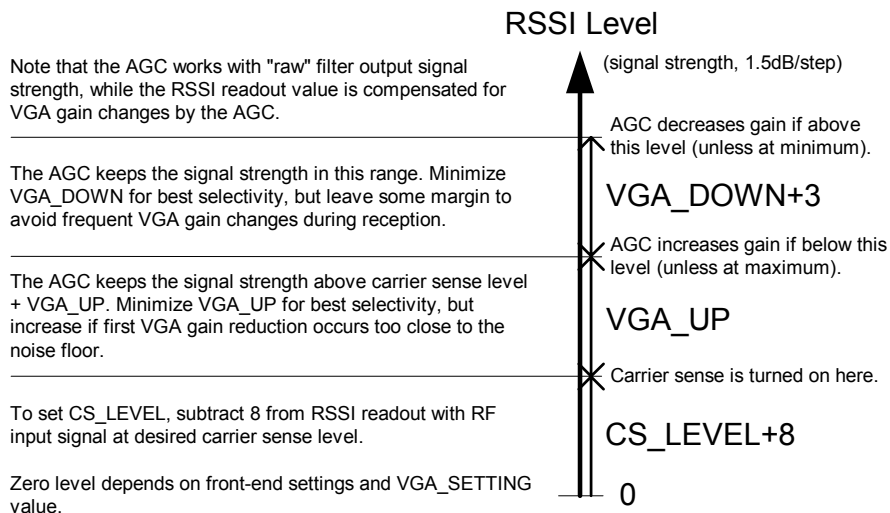 RSSI Level
(signal strength, 1.5dB/step)
Note that the AGC works with "raw" filter output signal
strength, while the RSSI readout value is compensated for
VGA gain changes by the AGC.
AGC decreases gain if above
this level (unless at minimum).
The AGC keeps the signal strength in this range. Minimize
VGA_DOWN for best selectivity, but leave some margin to
avoid frequent VGA gain changes during reception.
VGA_DOWN+3
AGC increases gain if below this
level (unless at maximum).
The AGC keeps the signal strength above carrier sense level
+ VGA_UP. Minimize VGA_UP for best selectivity, but
increase if first VGA gain reduction occurs too close to the
noise floor.
VGA_UP
Carrier sense is turned on here.
To set CS_LEVEL, subtract 8 from RSSI readout with RF
input signal at desired carrier sense level.
CS_LEVEL+8
Zero level depends on front-end settings and VGA_SETTING
value.
0